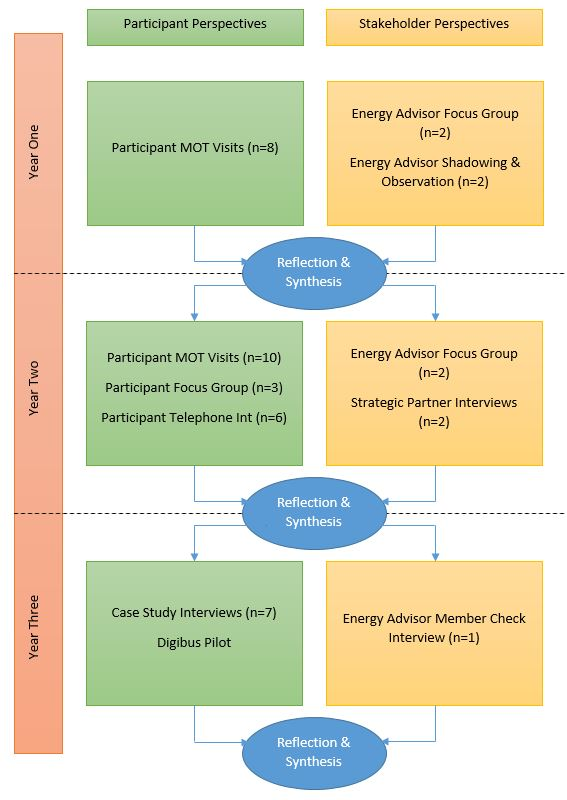 Participant Perspectives
Stakeholder Perspectives
Year One
Participant MOT Visits (n=8)
Energy Advisor Focus Group
(n=2)
Energy Advisor Shadowing &
Observation (n=2)
Reflection &
Synthesis
Year Two
Participant MOT Visits (n=10)
Participant Focus Group (n=3)
Participant Telephone Int (n=6)
Energy Advisor Focus Group
(n=2)
Strategic Partner Interviews
(n=2)
Reflection &
Synthesis
Year Three
Case Study Interviews (n=7)
Digibus Pilot
Energy Advisor Member Check
Interview (n=1)
Reflection &
Synthesis